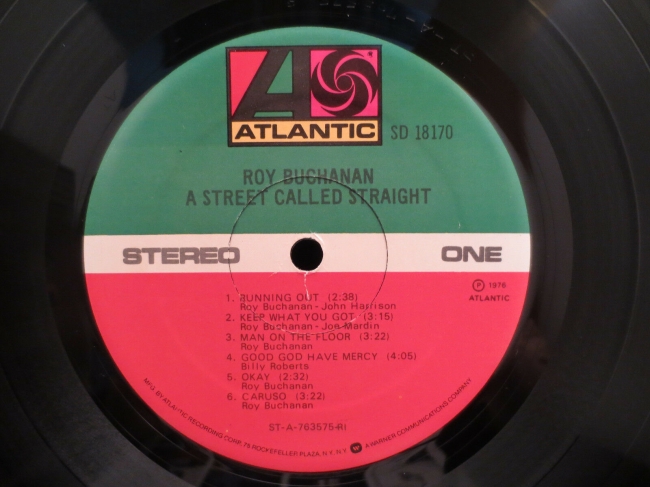 ATLANTIC SD 18170
ROY BUCHANAN
A STREET CALLED STRAIGHT
STEREO ONE
℗ 1976
ATLANTIC
1. RUNNING OUT (2:38)
Roy Buchanan - John Harrison
2. KEEP WHAT YOU GOT (3:15)
Roy Buchanan - Joe Mardin
3. MAN ON THE FLOOR (3:22)
Roy Buchanan
4. GOOD GOD HAVE MERCY (4:05)
Billy Roberts
5. OKAY (2:32)
Roy Buchanan
6. CARUSO (3:22)
Roy Buchanan
ST-A-763575-RI
MFG. BY ATLANTIC RECORDING CORP., 75 ROCKEFELLER PLAZA, N.Y. N.Y. A WARNER COMMUNICATIONS COMPANY